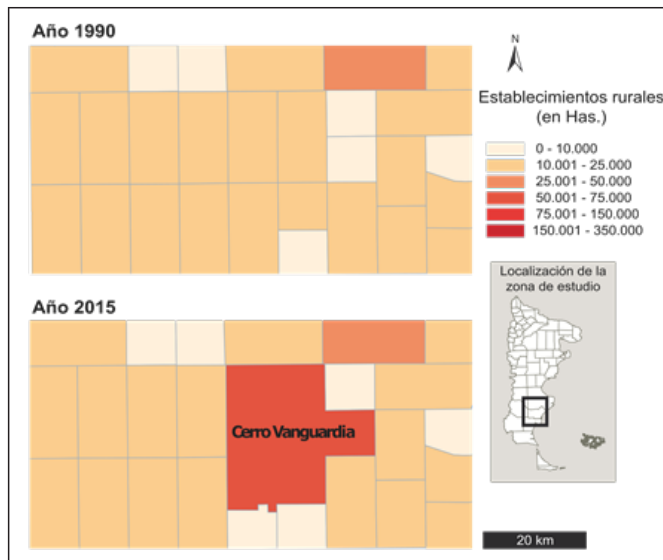 Año 1990
N
Establecimientos rurales
(en Has.)
0 - 10.000
10.001 - 25.000
25.001 - 50.000
50.001 - 75.000
75.001 - 150.000
150.001 - 350.000
Localización de la
zona de estudio
Año 2015
Cerro Vanguardia
20 km